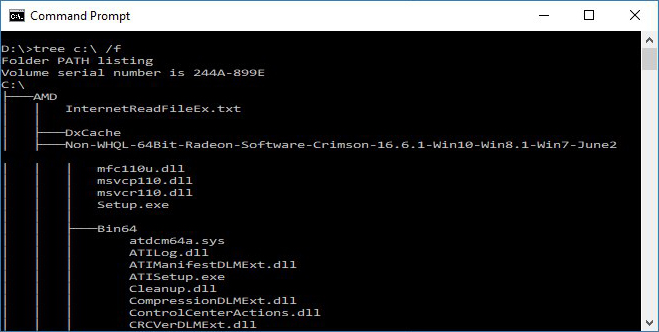 Command Prompt
D:\>tree c:\ /f
Folder PATH listing
Volume serial number is 244A-899E
C:\
├───AMD
│   │   InternetReadFileEx.txt
│   │
│   ├───DxCache
│   ├───Non-WHQL-64Bit-Radeon-Software-Crimson-16.6.1-Win10-Win8.1-Win7-June2
│   │   │   mfc110u.dll
│   │   │   msvcp110.dll
│   │   │   msvcr110.dll
│   │   │   Setup.exe
│   │   │
│   │   ├───Bin64
│   │   │       atdcm64a.sys
│   │   │       ATILog.dll
│   │   │       ATIManifestDLMExt.dll
│   │   │       ATISetup.exe
│   │   │       Cleanup.dll
│   │   │       CompressionDLMExt.dll
│   │   │       ControlCenterActions.dll
│   │   │       CRCVerDLMExt.dll